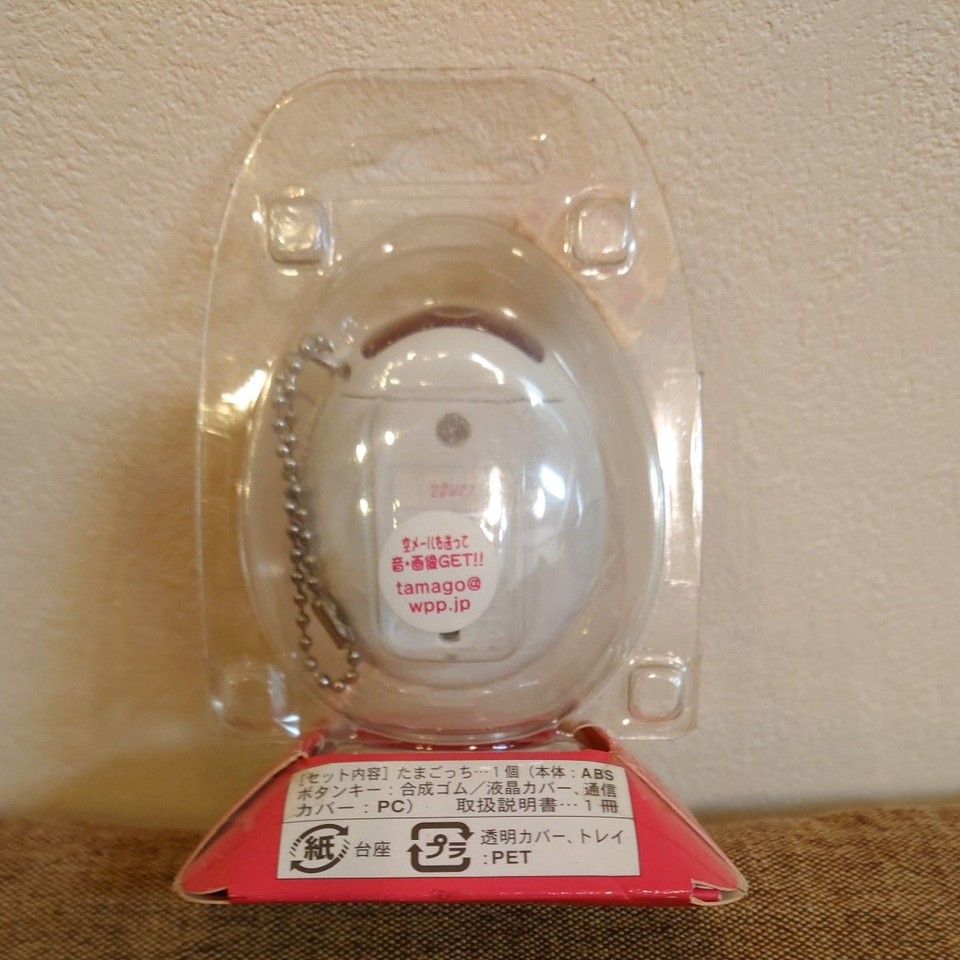 空メールを送って
音・画像GET!!
tamago@
wpp.jp
[セット内容] たまごっち…1個 (本体:ABS
ボタンキー:合成ゴム/液晶カバー、通信
カバー:PC) 取扱説明書…1冊
紙 台座 プラ 透明カバー、トレイ
:PET